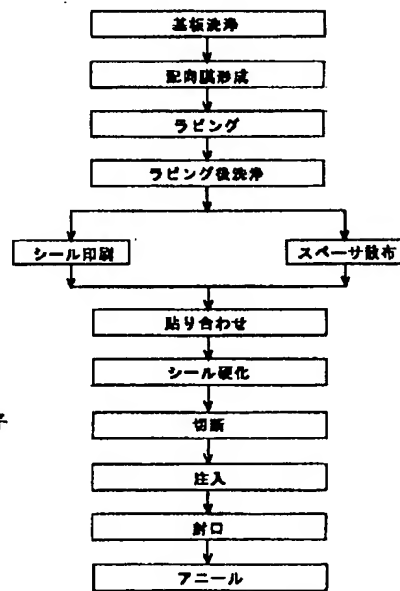 基板洗浄
配向膜形成
ラビング
ラビング後洗浄
シール印刷
スペーサ散布
貼り合わせ
シール硬化
子
切断
注入
封口
アニール